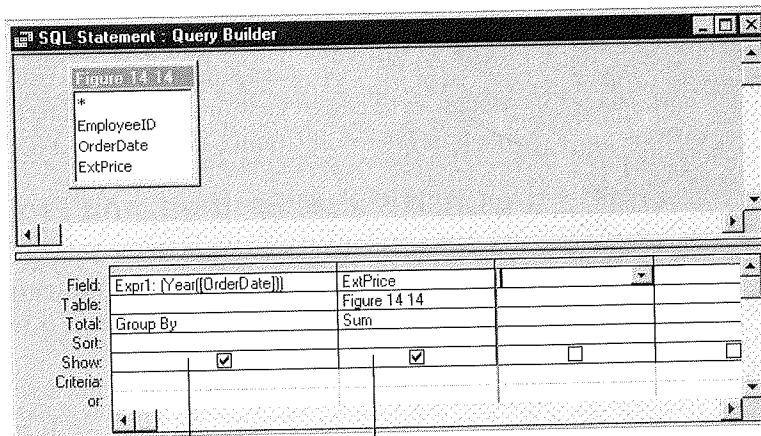 SQL Statement : Query Builder
Figure 14 14
*
EmployeeID
OrderDate
ExtPrice
Field: Expr1: (Year([OrderDate])) ExtPrice
Table: Figure 14 14
Total: Group By Sum
Sort:
Show:
Criteria:
or: